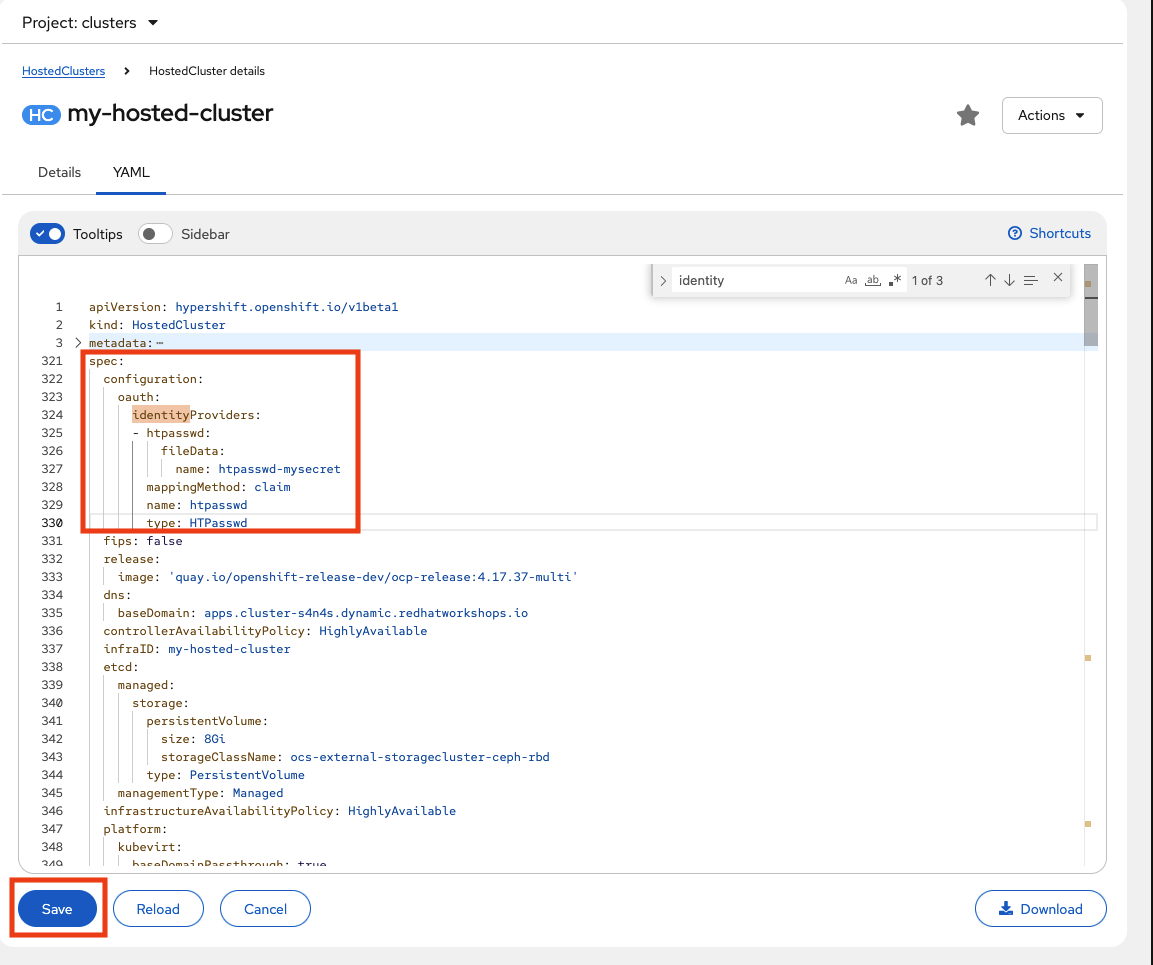 Project: clusters
HostedClusters > HostedCluster details
HC my-hosted-cluster
Actions
Details YAML
Tooltips Sidebar Shortcuts
identity Aa ab .* 1 of 3
1 apiVersion: hypershift.openshift.io/v1beta1
2 kind: HostedCluster
3 metadata:⋯
321 spec:
322 configuration:
323 oauth:
324 identityProviders:
325 - htpasswd:
326 fileData:
327 name: htpasswd-mysecret
328 mappingMethod: claim
329 name: htpasswd
330 type: HTPasswd
331 fips: false
332 release:
333 image: 'quay.io/openshift-release-dev/ocp-release:4.17.37-multi'
334 dns:
335 baseDomain: apps.cluster-s4n4s.dynamic.redhatworkshops.io
336 controllerAvailabilityPolicy: HighlyAvailable
337 infraID: my-hosted-cluster
338 etcd:
339 managed:
340 storage:
341 persistentVolume:
342 size: 8Gi
343 storageClassName: ocs-external-storagecluster-ceph-rbd
344 type: PersistentVolume
345 managementType: Managed
346 infrastructureAvailabilityPolicy: HighlyAvailable
347 platform:
348 kubevirt:
349 baseDomainPassthrough: true
Save Reload Cancel Download